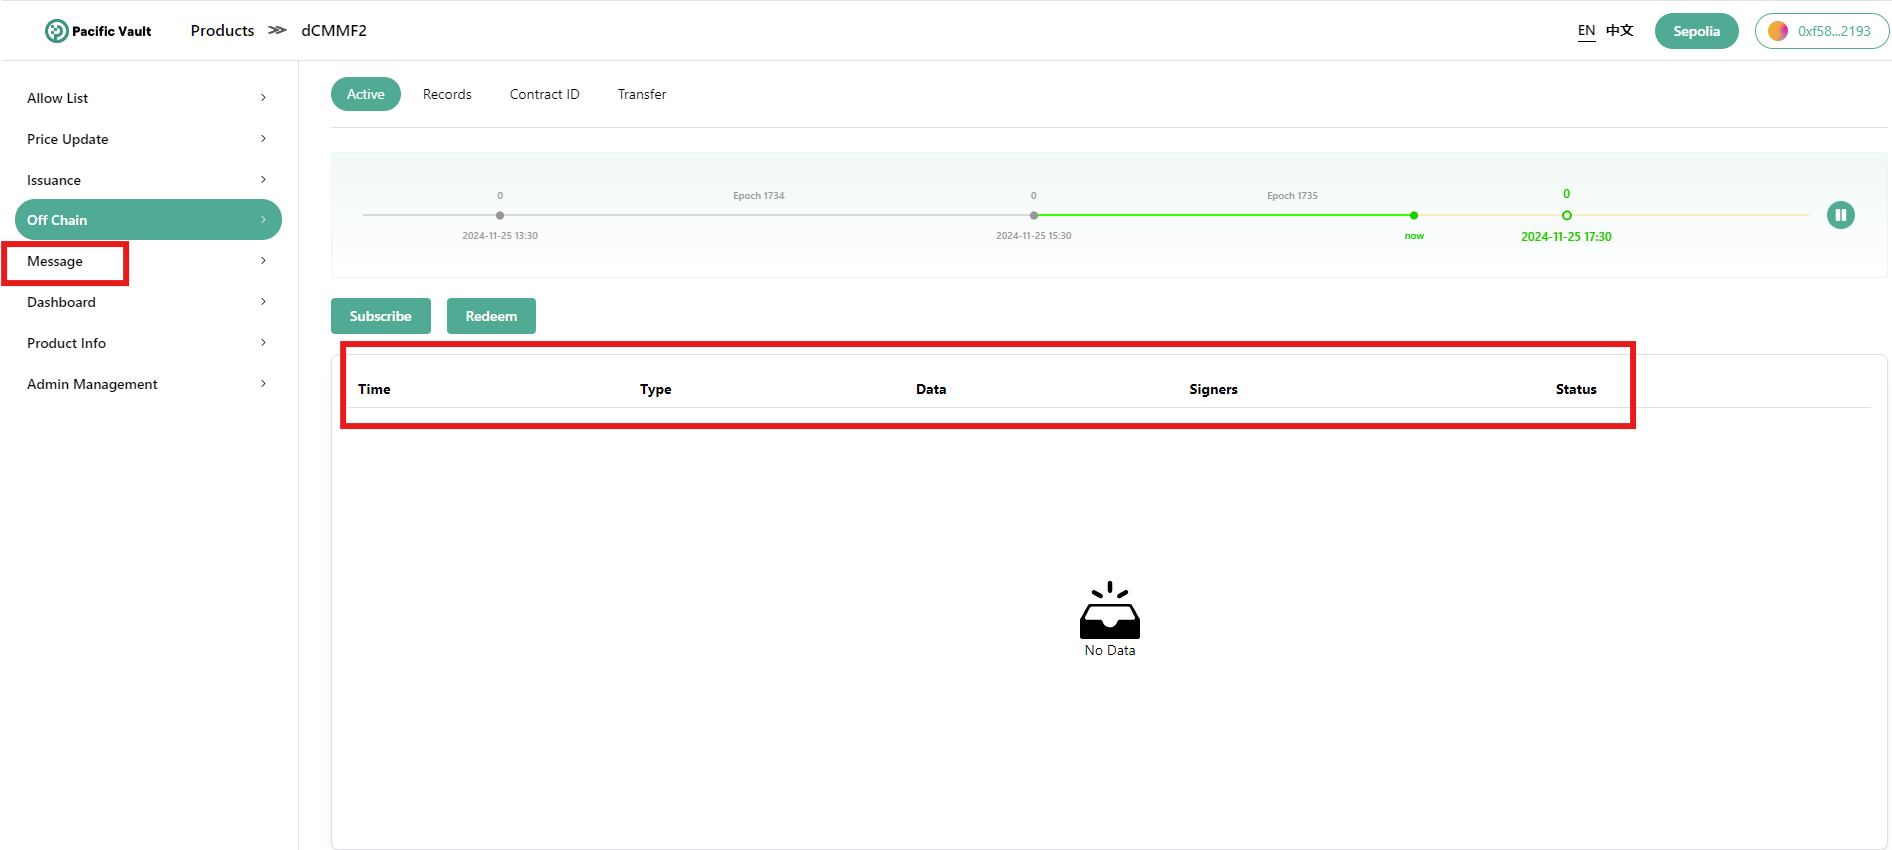 Pacific Vault Products >> dCMMF2 EN 中文 Sepolia 0xf58...2193
Allow List
Price Update
Issuance
Off Chain
Message
Dashboard
Product Info
Admin Management
Active Records Contract ID Transfer
0 Epoch 1734 0 Epoch 1735 0
2024-11-25 13:30 2024-11-25 15:30 now 2024-11-25 17:30
Subscribe Redeem
Time Type Data Signers Status
No Data